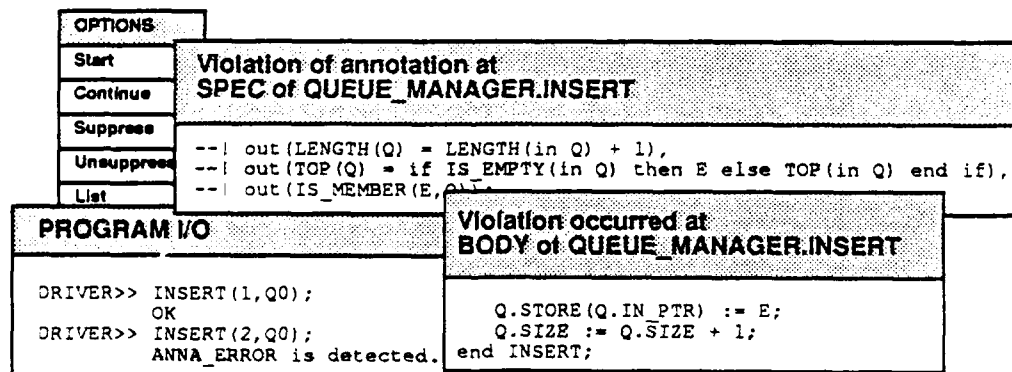 OPTIONS
Start
Continue
Suppress
Unsuppress
List
Violation of annotation at
SPEC of QUEUE_MANAGER.INSERT
--| out(LENGTH(Q) = LENGTH(in Q) + 1),
--| out(TOP(Q) = if IS_EMPTY(in Q) then E else TOP(in Q) end if),
--| out(IS_MEMBER(E,Q));
PROGRAM I/O
DRIVER>> INSERT(1,Q0);
OK
DRIVER>> INSERT(2,Q0);
ANNA_ERROR is detected.
Violation occurred at
BODY of QUEUE_MANAGER.INSERT
Q.STORE(Q.IN_PTR) := E;
Q.SIZE := Q.SIZE + 1;
end INSERT;